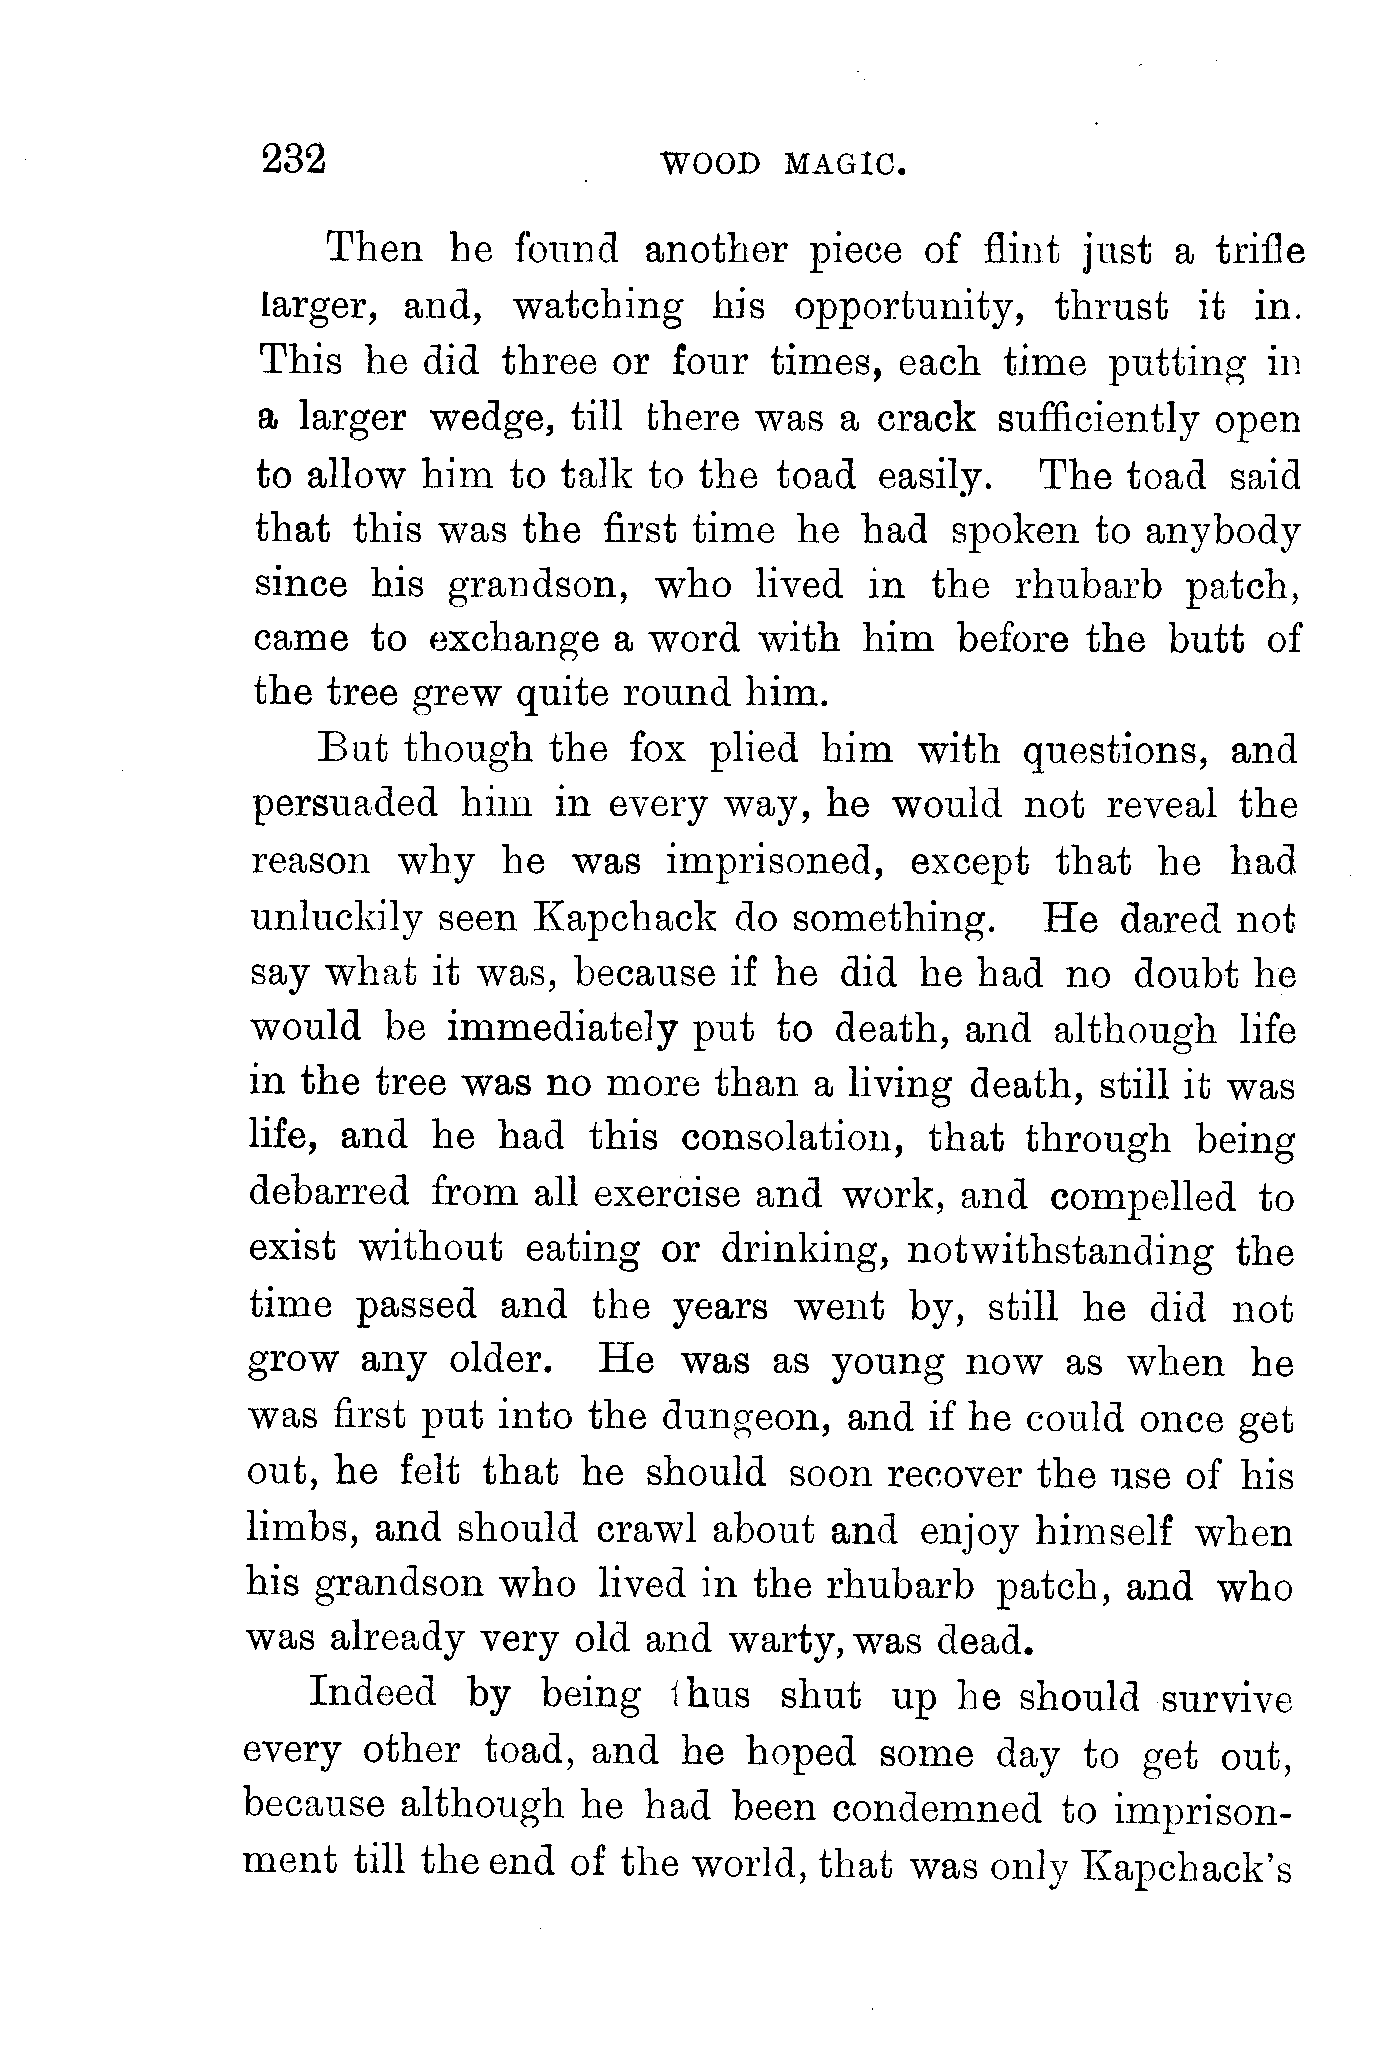 232 WOOD MAGIC.
Then he found another piece of flint just a trifle
larger, and, watching his opportunity, thrust it in.
This he did three or four times, each time putting in
a larger wedge, till there was a crack sufficiently open
to allow him to talk to the toad easily. The toad said
that this was the first time he had spoken to anybody
since his grandson, who lived in the rhubarb patch,
came to exchange a word with him before the butt of
the tree grew quite round him.
But though the fox plied him with questions, and
persuaded him in every way, he would not reveal the
reason why he was imprisoned, except that he had
unluckily seen Kapchack do something. He dared not
say what it was, because if he did he had no doubt he
would be immediately put to death, and although life
in the tree was no more than a living death, still it was
life, and he had this consolation, that through being
debarred from all exercise and work, and compelled to
exist without eating or drinking, notwithstanding the
time passed and the years went by, still he did not
grow any older. He was as young now as when he
was first put into the dungeon, and if he could once get
out, he felt that he should soon recover the use of his
limbs, and should crawl about and enjoy himself when
his grandson who lived in the rhubarb patch, and who
was already very old and warty, was dead.
Indeed by being thus shut up he should survive
every other toad, and he hoped some day to get out,
because although he had been condemned to imprison-
ment till the end of the world, that was only Kapchack's